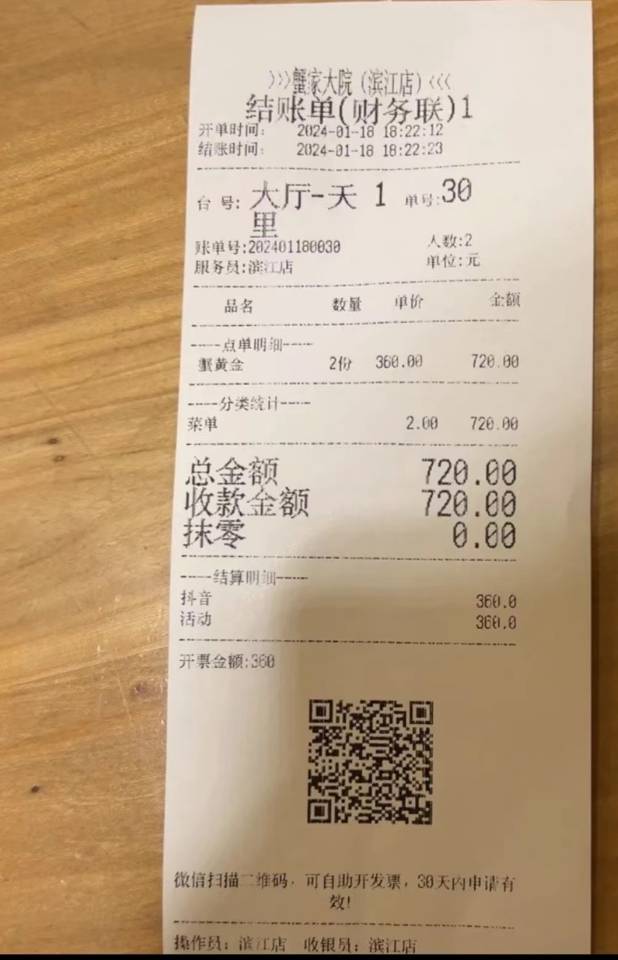 >>>蟹家大院（滨江店）<<<
结账单(财务联)1
开单时间： 2024-01-18 18:22:12
结账时间： 2024-01-18 18:22:23
台号：大厅-天 1 单号:30
里
账单号:202401180030 人数:2
服务员:滨江店 单位:元
品名 数量 单价 金额
----点单明细----
蟹黄金 2份 360.00 720.00
----分类统计----
菜单 2.00 720.00
总金额 720.00
收款金额 720.00
抹零 0.00
----结算明细----
抖音 360.0
活动 360.0
开票金额:360
微信扫描二维码，可自助开发票，30天内申请有
效!
操作员：滨江店 收银员：滨江店